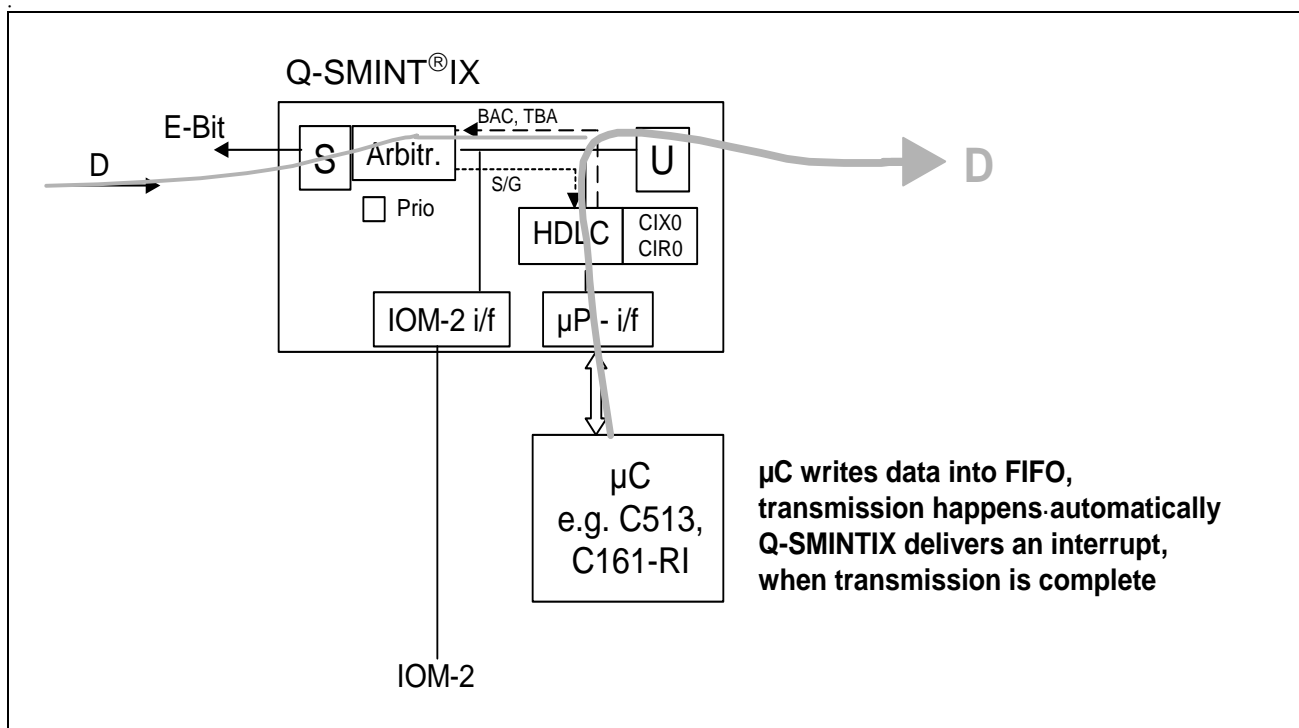 Q-SMINT®IX
E-Bit
BAC, TBA
D
S
Arbitr.
U
D
S/G
Prio
HDLC
CIX0
CIR0
IOM-2 i/f
µP - i/f
µC
e.g. C513,
C161-RI
µC writes data into FIFO,
transmission happens automatically
Q-SMINTIX delivers an interrupt,
when transmission is complete
IOM-2